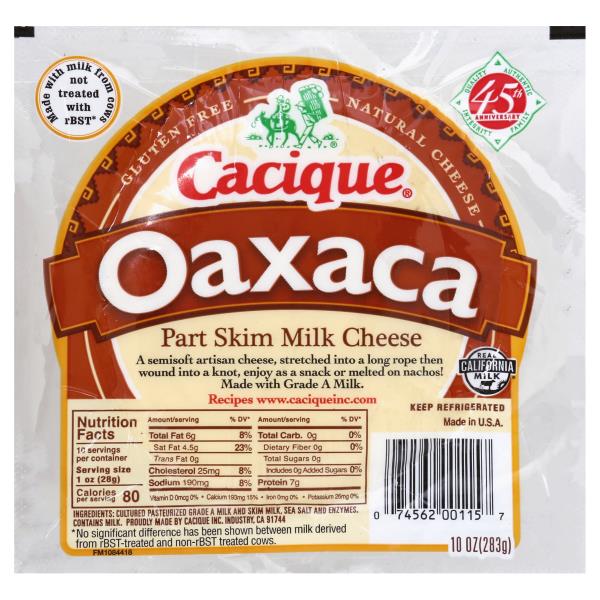 Made with milk from cows
not
treated
with
rBST*
GLUTEN FREE
NATURAL CHEESE
QUALITY
AUTHENTIC
INTEGRITY
FAMILY
45th
ANNIVERSARY
Cacique®
Oaxaca
Part Skim Milk Cheese
A semisoft artisan cheese, stretched into a long rope then
wound into a knot, enjoy as a snack or melted on nachos!
Made with Grade A Milk.
Recipes www.caciqueinc.com
REAL
CALIFORNIA
MILK
KEEP REFRIGERATED
Made in U.S.A.
Nutrition
Facts
10 servings
per container
Serving size
1 oz (28g)
Calories
per serving 80
Amount/serving % DV*
Total Fat 6g 8%
Sat Fat 4.5g 23%
Trans Fat 0g
Cholesterol 25mg 8%
Sodium 190mg 8%
Amount/serving % DV*
Total Carb. 0g 0%
Dietary Fiber 0g 0%
Total Sugars 0g
Includes 0g Added Sugars 0%
Protein 7g
Vitamin D 0mcg 0% • Calcium 193mg 15% • Iron 0mg 0% • Potassium 25mg 0%
INGREDIENTS: CULTURED PASTEURIZED GRADE A MILK AND SKIM MILK, SEA SALT AND ENZYMES.
CONTAINS MILK. PROUDLY MADE BY CACIQUE INC. INDUSTRY, CA 91744
*No significant difference has been shown between milk derived
from rBST-treated and non-rBST treated cows.
FM1084418
0 74562 00115 7
10 OZ(283g)